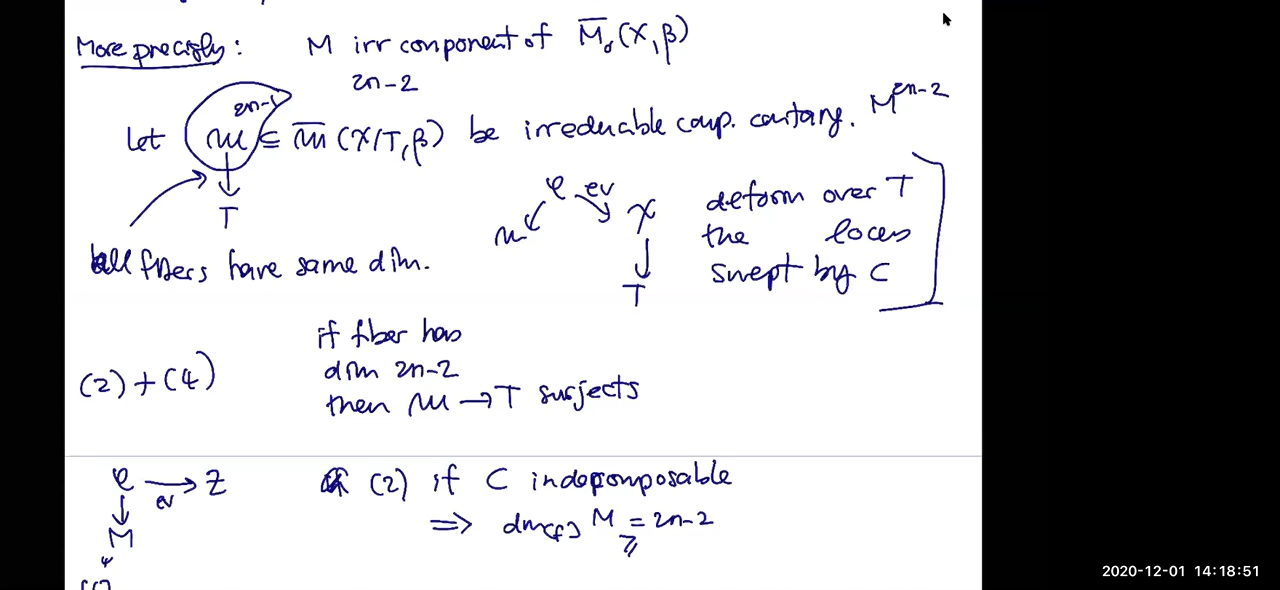 More precisely: M irr component of M̅₀(X,β)
2n-2
2n-1
let 𝓜 ⊆ 𝓜̅(𝒳/T,β) be irreducible comp. contang. M^{2n-2}
↓
T
all fibers have same dim.
𝒞 ev
𝓜 𝒳
↓
T
deform over T
the locus
swept by C
(2)+(4)
if fiber has
dim 2n-2
then 𝓜 → T surjects
𝒞 → Z
ev
↓
M
(2) if C indecomposable
⇒ dim_{[f]} M = 2n-2
≥
2020-12-01 14:18:51